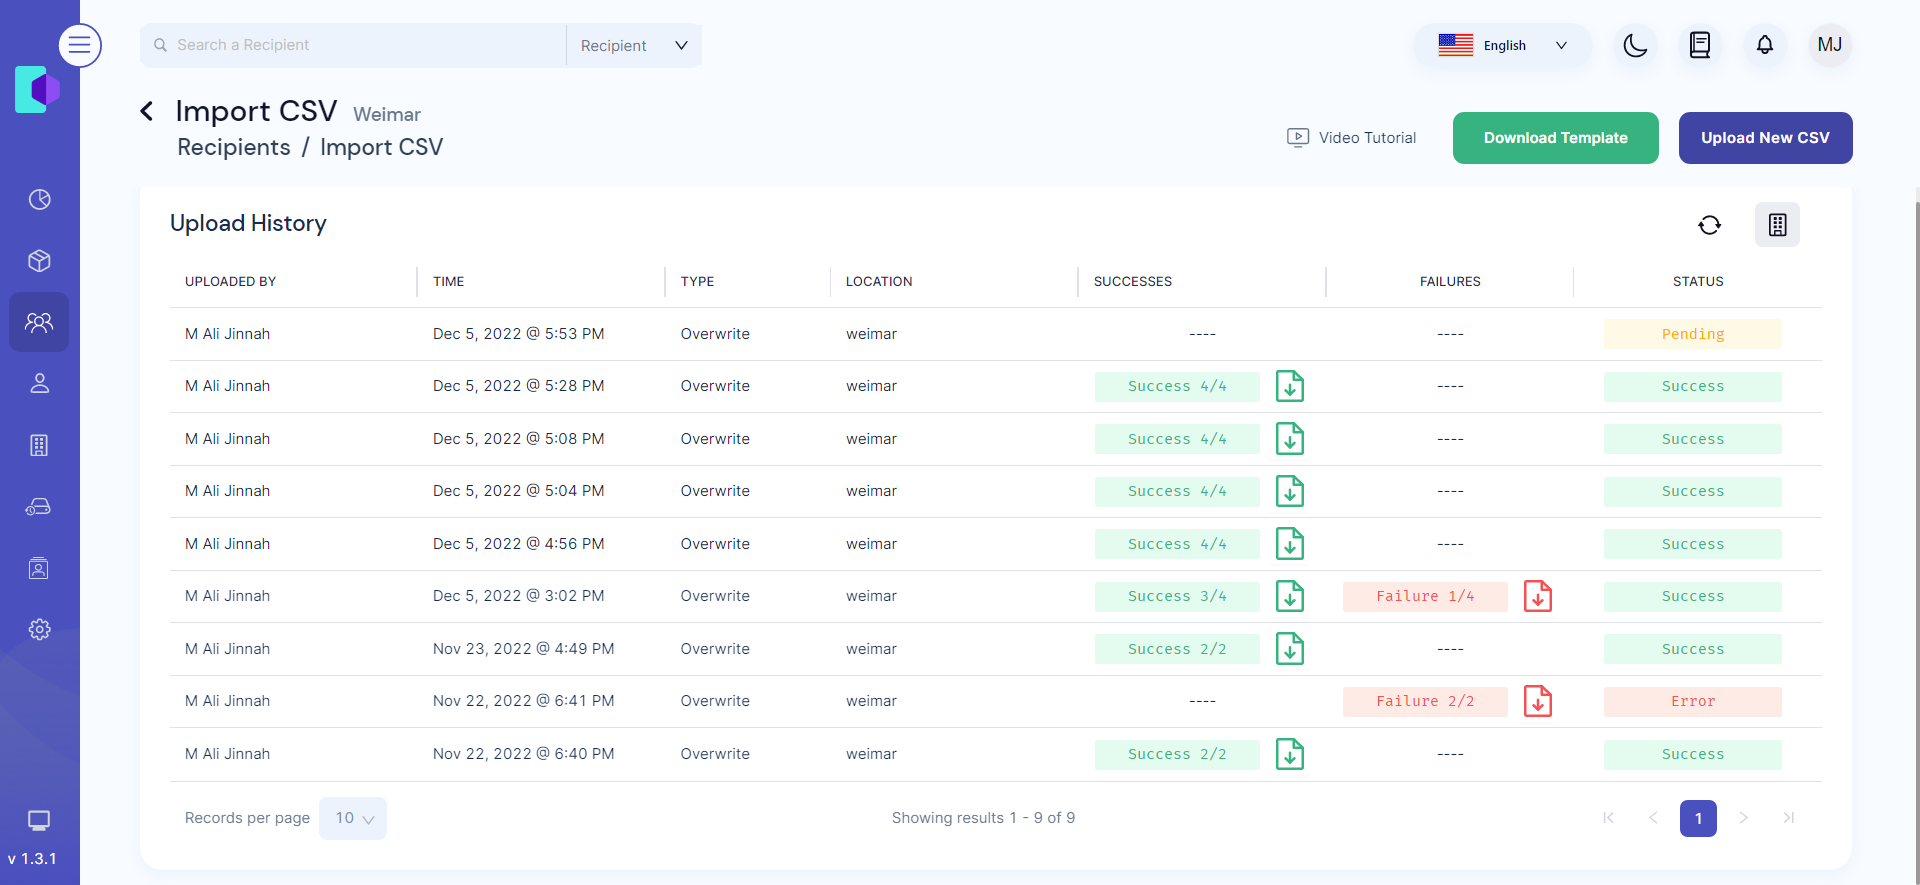 Search a Recipient Recipient English MJ
Import CSV Weimar
Recipients / Import CSV
Video Tutorial Download Template Upload New CSV
Upload History
UPLOADED BY TIME TYPE LOCATION SUCCESSES FAILURES STATUS
M Ali Jinnah Dec 5, 2022 @ 5:53 PM Overwrite weimar ---- ---- Pending
M Ali Jinnah Dec 5, 2022 @ 5:28 PM Overwrite weimar Success 4/4 ---- Success
M Ali Jinnah Dec 5, 2022 @ 5:08 PM Overwrite weimar Success 4/4 ---- Success
M Ali Jinnah Dec 5, 2022 @ 5:04 PM Overwrite weimar Success 4/4 ---- Success
M Ali Jinnah Dec 5, 2022 @ 4:56 PM Overwrite weimar Success 4/4 ---- Success
M Ali Jinnah Dec 5, 2022 @ 3:02 PM Overwrite weimar Success 3/4 Failure 1/4 Success
M Ali Jinnah Nov 23, 2022 @ 4:49 PM Overwrite weimar Success 2/2 ---- Success
M Ali Jinnah Nov 22, 2022 @ 6:41 PM Overwrite weimar ---- Failure 2/2 Error
M Ali Jinnah Nov 22, 2022 @ 6:40 PM Overwrite weimar Success 2/2 ---- Success
Records per page 10 Showing results 1 - 9 of 9 1
v 1.3.1